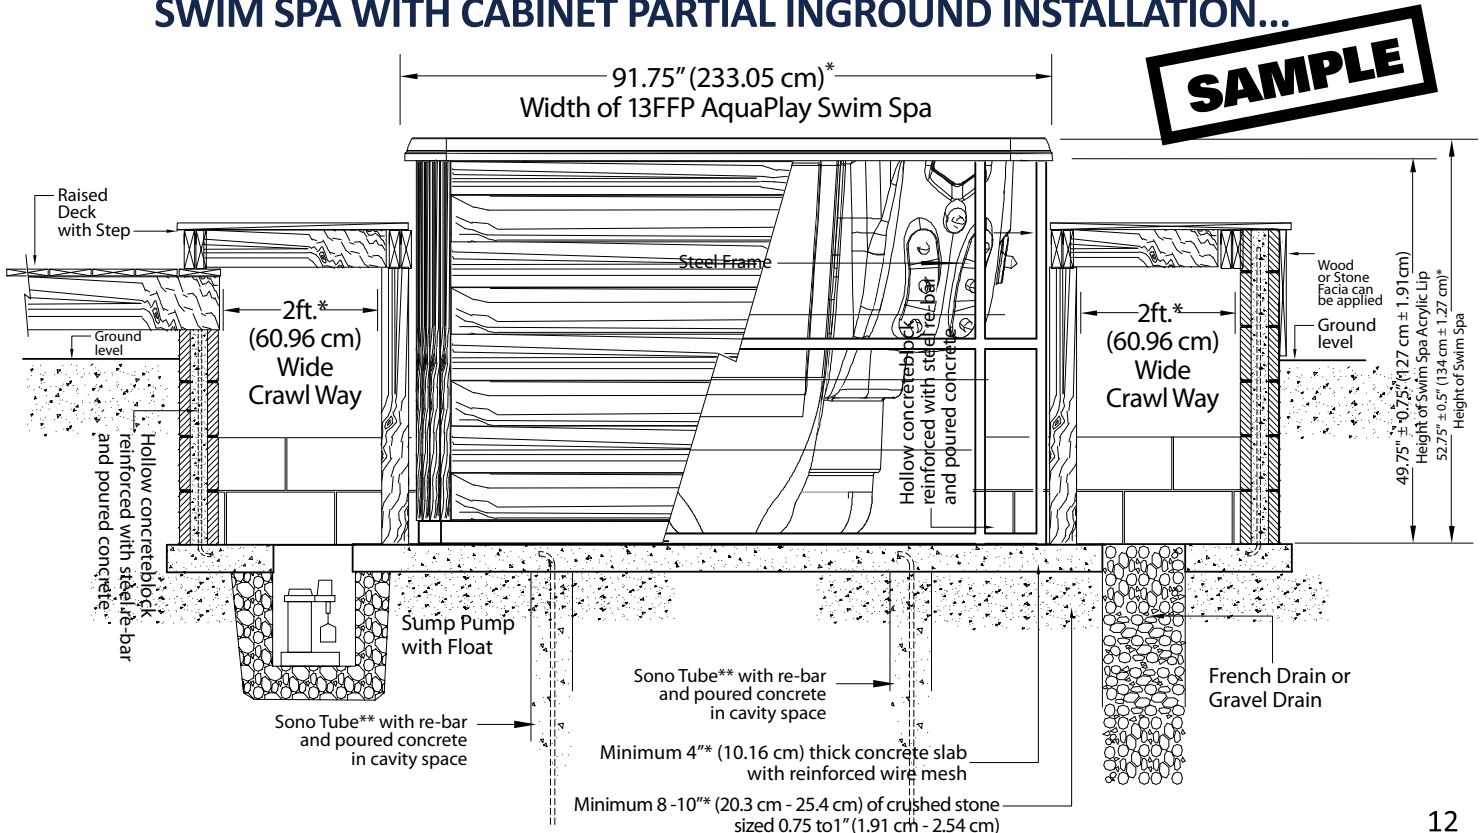 SWIM SPA WITH CABINET PARTIAL INGROUND INSTALLATION...
SAMPLE
91.75” (233.05 cm)*
Width of 13FFP AquaPlay Swim Spa
Raised
Deck
with Step
Steel Frame
2ft.*
(60.96 cm)
Wide
Crawl Way
Ground
level
Hollow concreteblock
reinforced with steel re-bar
and poured concrete
Hollow concreteblock
reinforced with steel re-bar
and poured concrete
2ft.*
(60.96 cm)
Wide
Crawl Way
Wood
or Stone
Facia can
be applied
Ground
level
49.75” ± 0.75” (127 cm ± 1.91cm)
Height of Swim Spa Acrylic Lip
52.75” ± 0.5” (134 cm ± 1.27 cm)*
Height of Swim Spa
Sump Pump
with Float
Sono Tube** with re-bar
and poured concrete
in cavity space
Sono Tube** with re-bar
and poured concrete
in cavity space
French Drain or
Gravel Drain
Minimum 4”* (10.16 cm) thick concrete slab
with reinforced wire mesh
Minimum 8 -10”* (20.3 cm - 25.4 cm) of crushed stone
sized 0.75 to1” (1.91 cm - 2.54 cm)
12